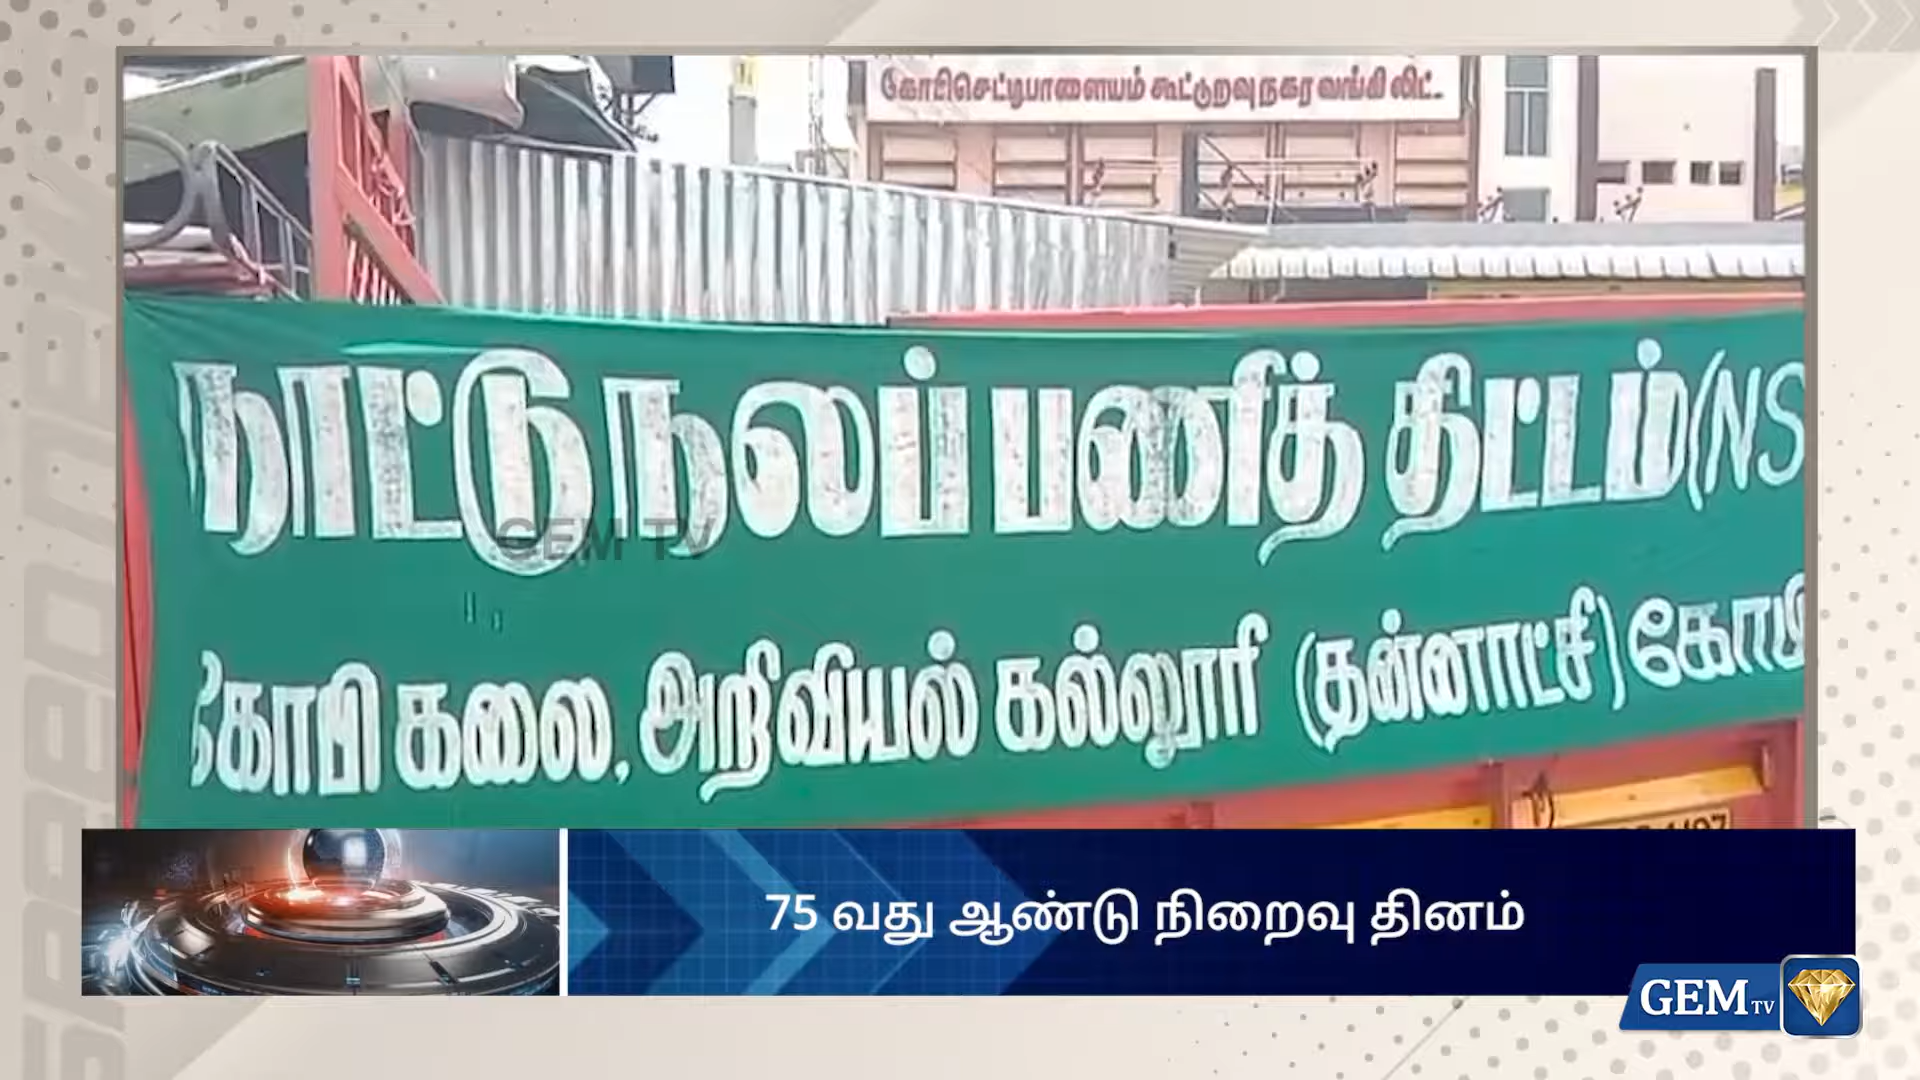 கோபிசெட்டிபாளையம் கூட்டுறவு நகர வங்கி லிட்.
நாட்டு நலப் பணித் திட்டம் (NS
GEM TV
கோபி கலை, அறிவியல் கல்லூரி (தன்னாட்சி) கோபி
75 வது ஆண்டு நிறைவு தினம்
GEM TV